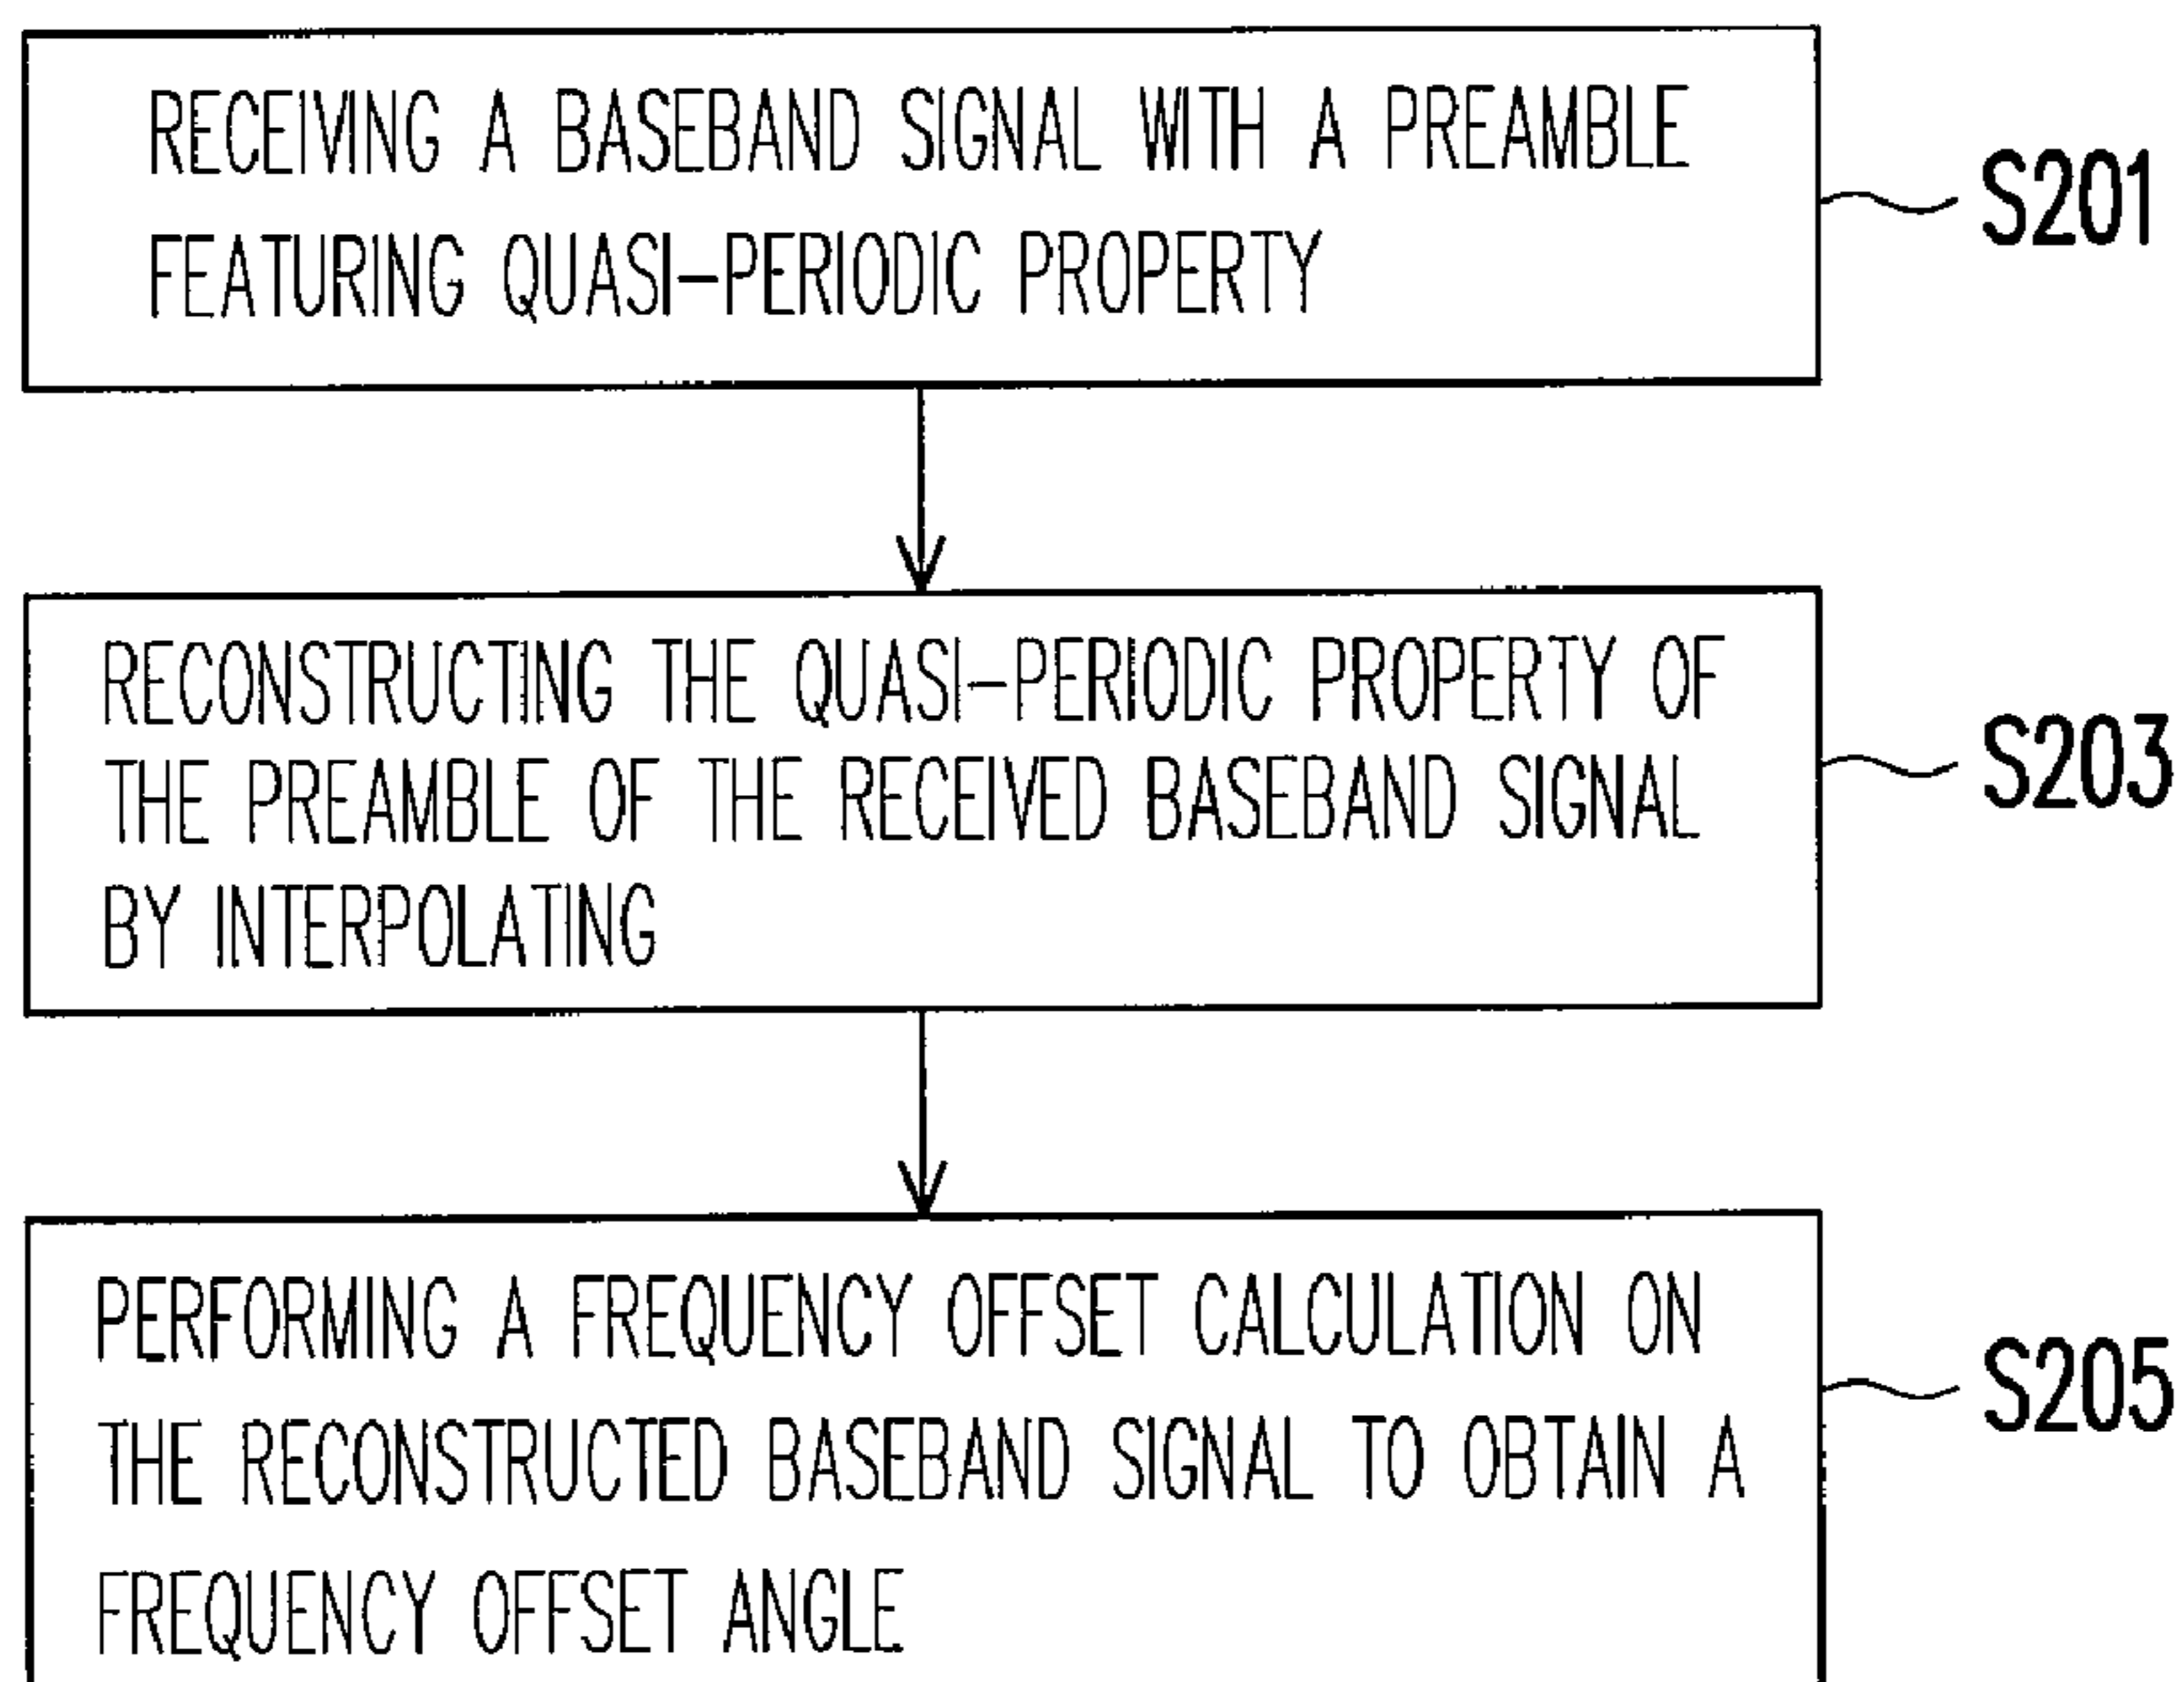 RECEIVING A BASEBAND SIGNAL WITH A PREAMBLE
FEATURING QUASI-PERIODIC PROPERTY
S201
RECONSTRUCTING THE QUASI-PERIODIC PROPERTY OF
THE PREAMBLE OF THE RECEIVED BASEBAND SIGNAL
BY INTERPOLATING
S203
PERFORMING A FREQUENCY OFFSET CALCULATION ON
THE RECONSTRUCTED BASEBAND SIGNAL TO OBTAIN A
FREQUENCY OFFSET ANGLE
S205